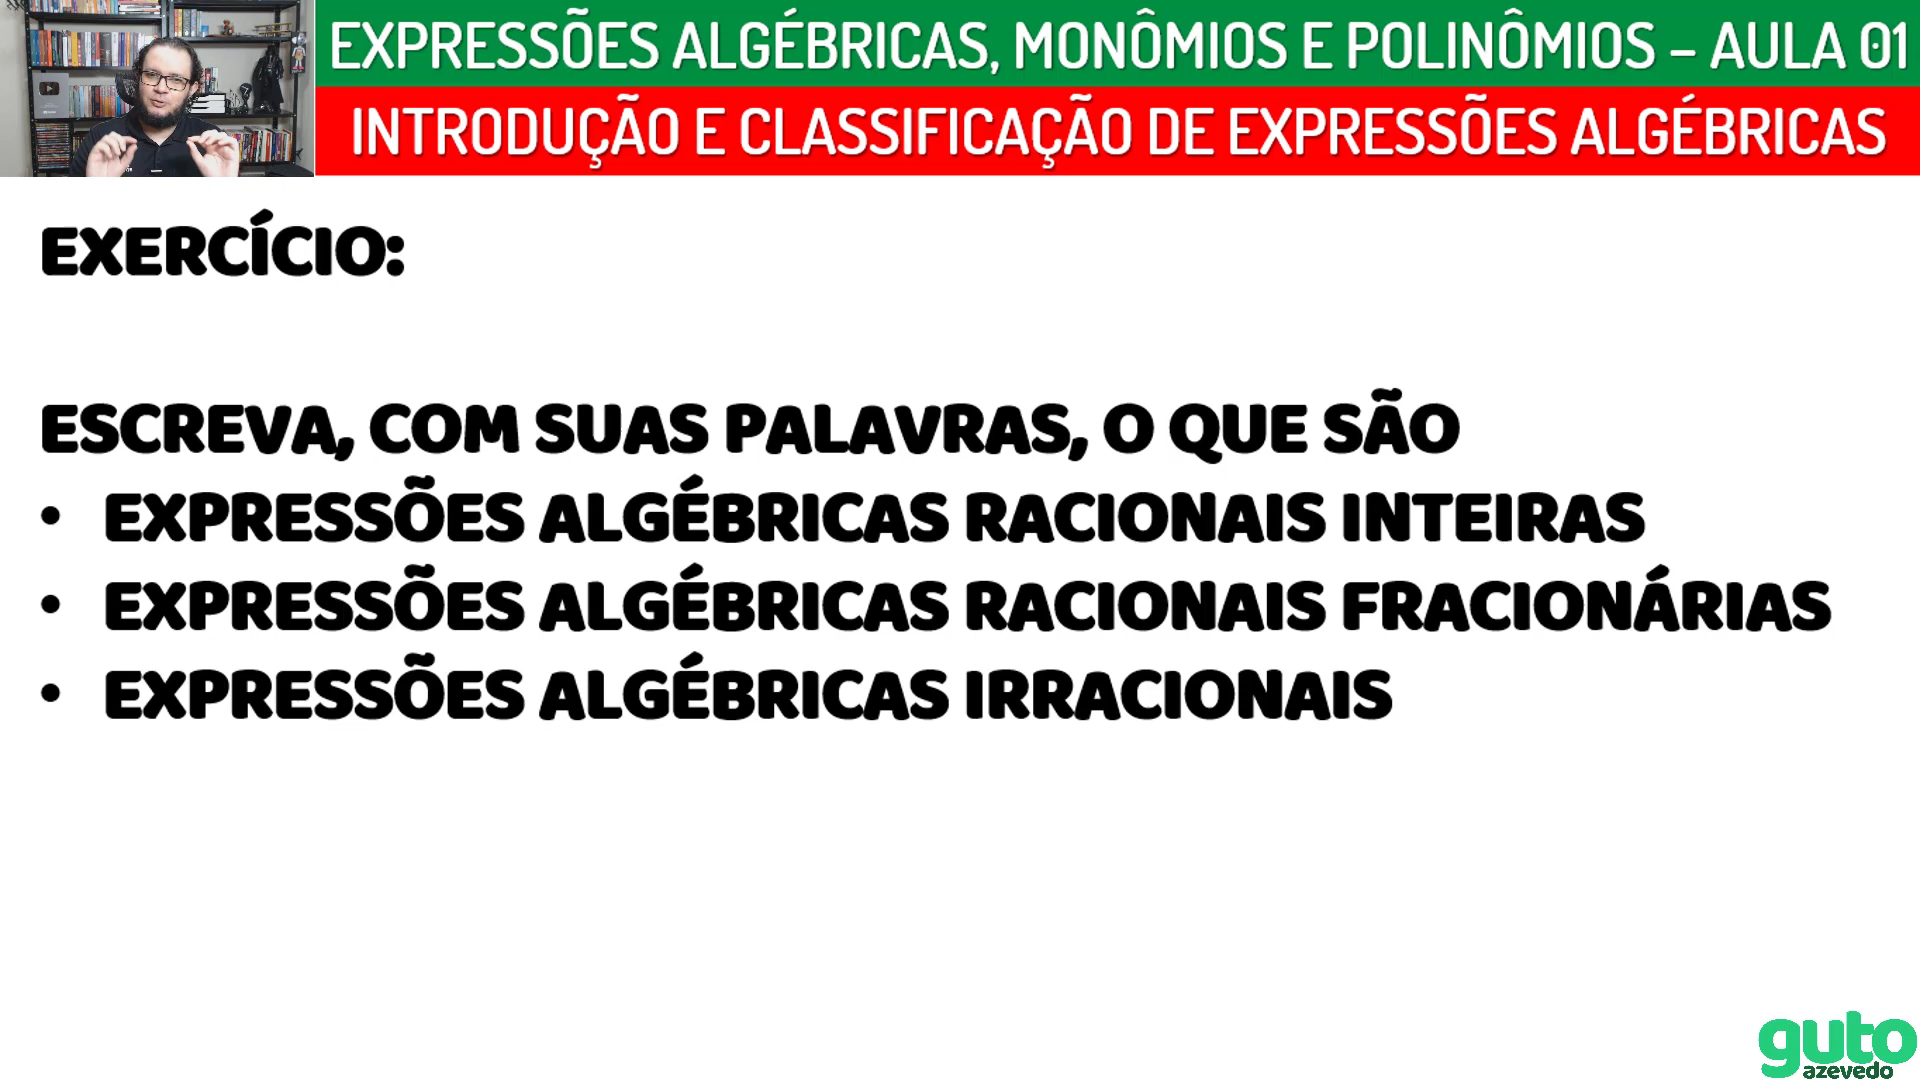 EXPRESSÕES ALGÉBRICAS, MONÔMIOS E POLINÔMIOS – AULA 01
INTRODUÇÃO E CLASSIFICAÇÃO DE EXPRESSÕES ALGÉBRICAS
EXERCÍCIO:
ESCREVA, COM SUAS PALAVRAS, O QUE SÃO
• EXPRESSÕES ALGÉBRICAS RACIONAIS INTEIRAS
• EXPRESSÕES ALGÉBRICAS RACIONAIS FRACIONÁRIAS
• EXPRESSÕES ALGÉBRICAS IRRACIONAIS
guto
azevedo